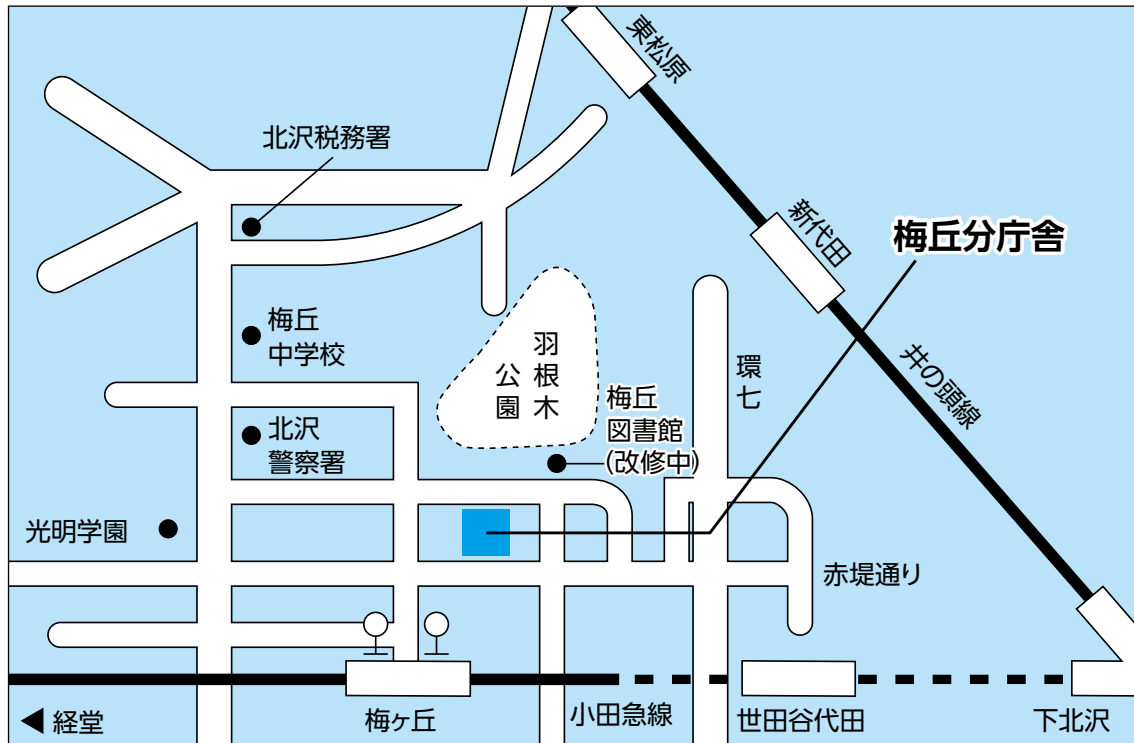 東松原
北沢税務署
新代田
梅丘分庁舎
梅丘
中学校
羽根木
公園
環七
井の頭線
梅丘
図書館
(改修中)
北沢
警察署
光明学園
赤堤通り
経堂
梅ヶ丘
小田急線
世田谷代田
下北沢